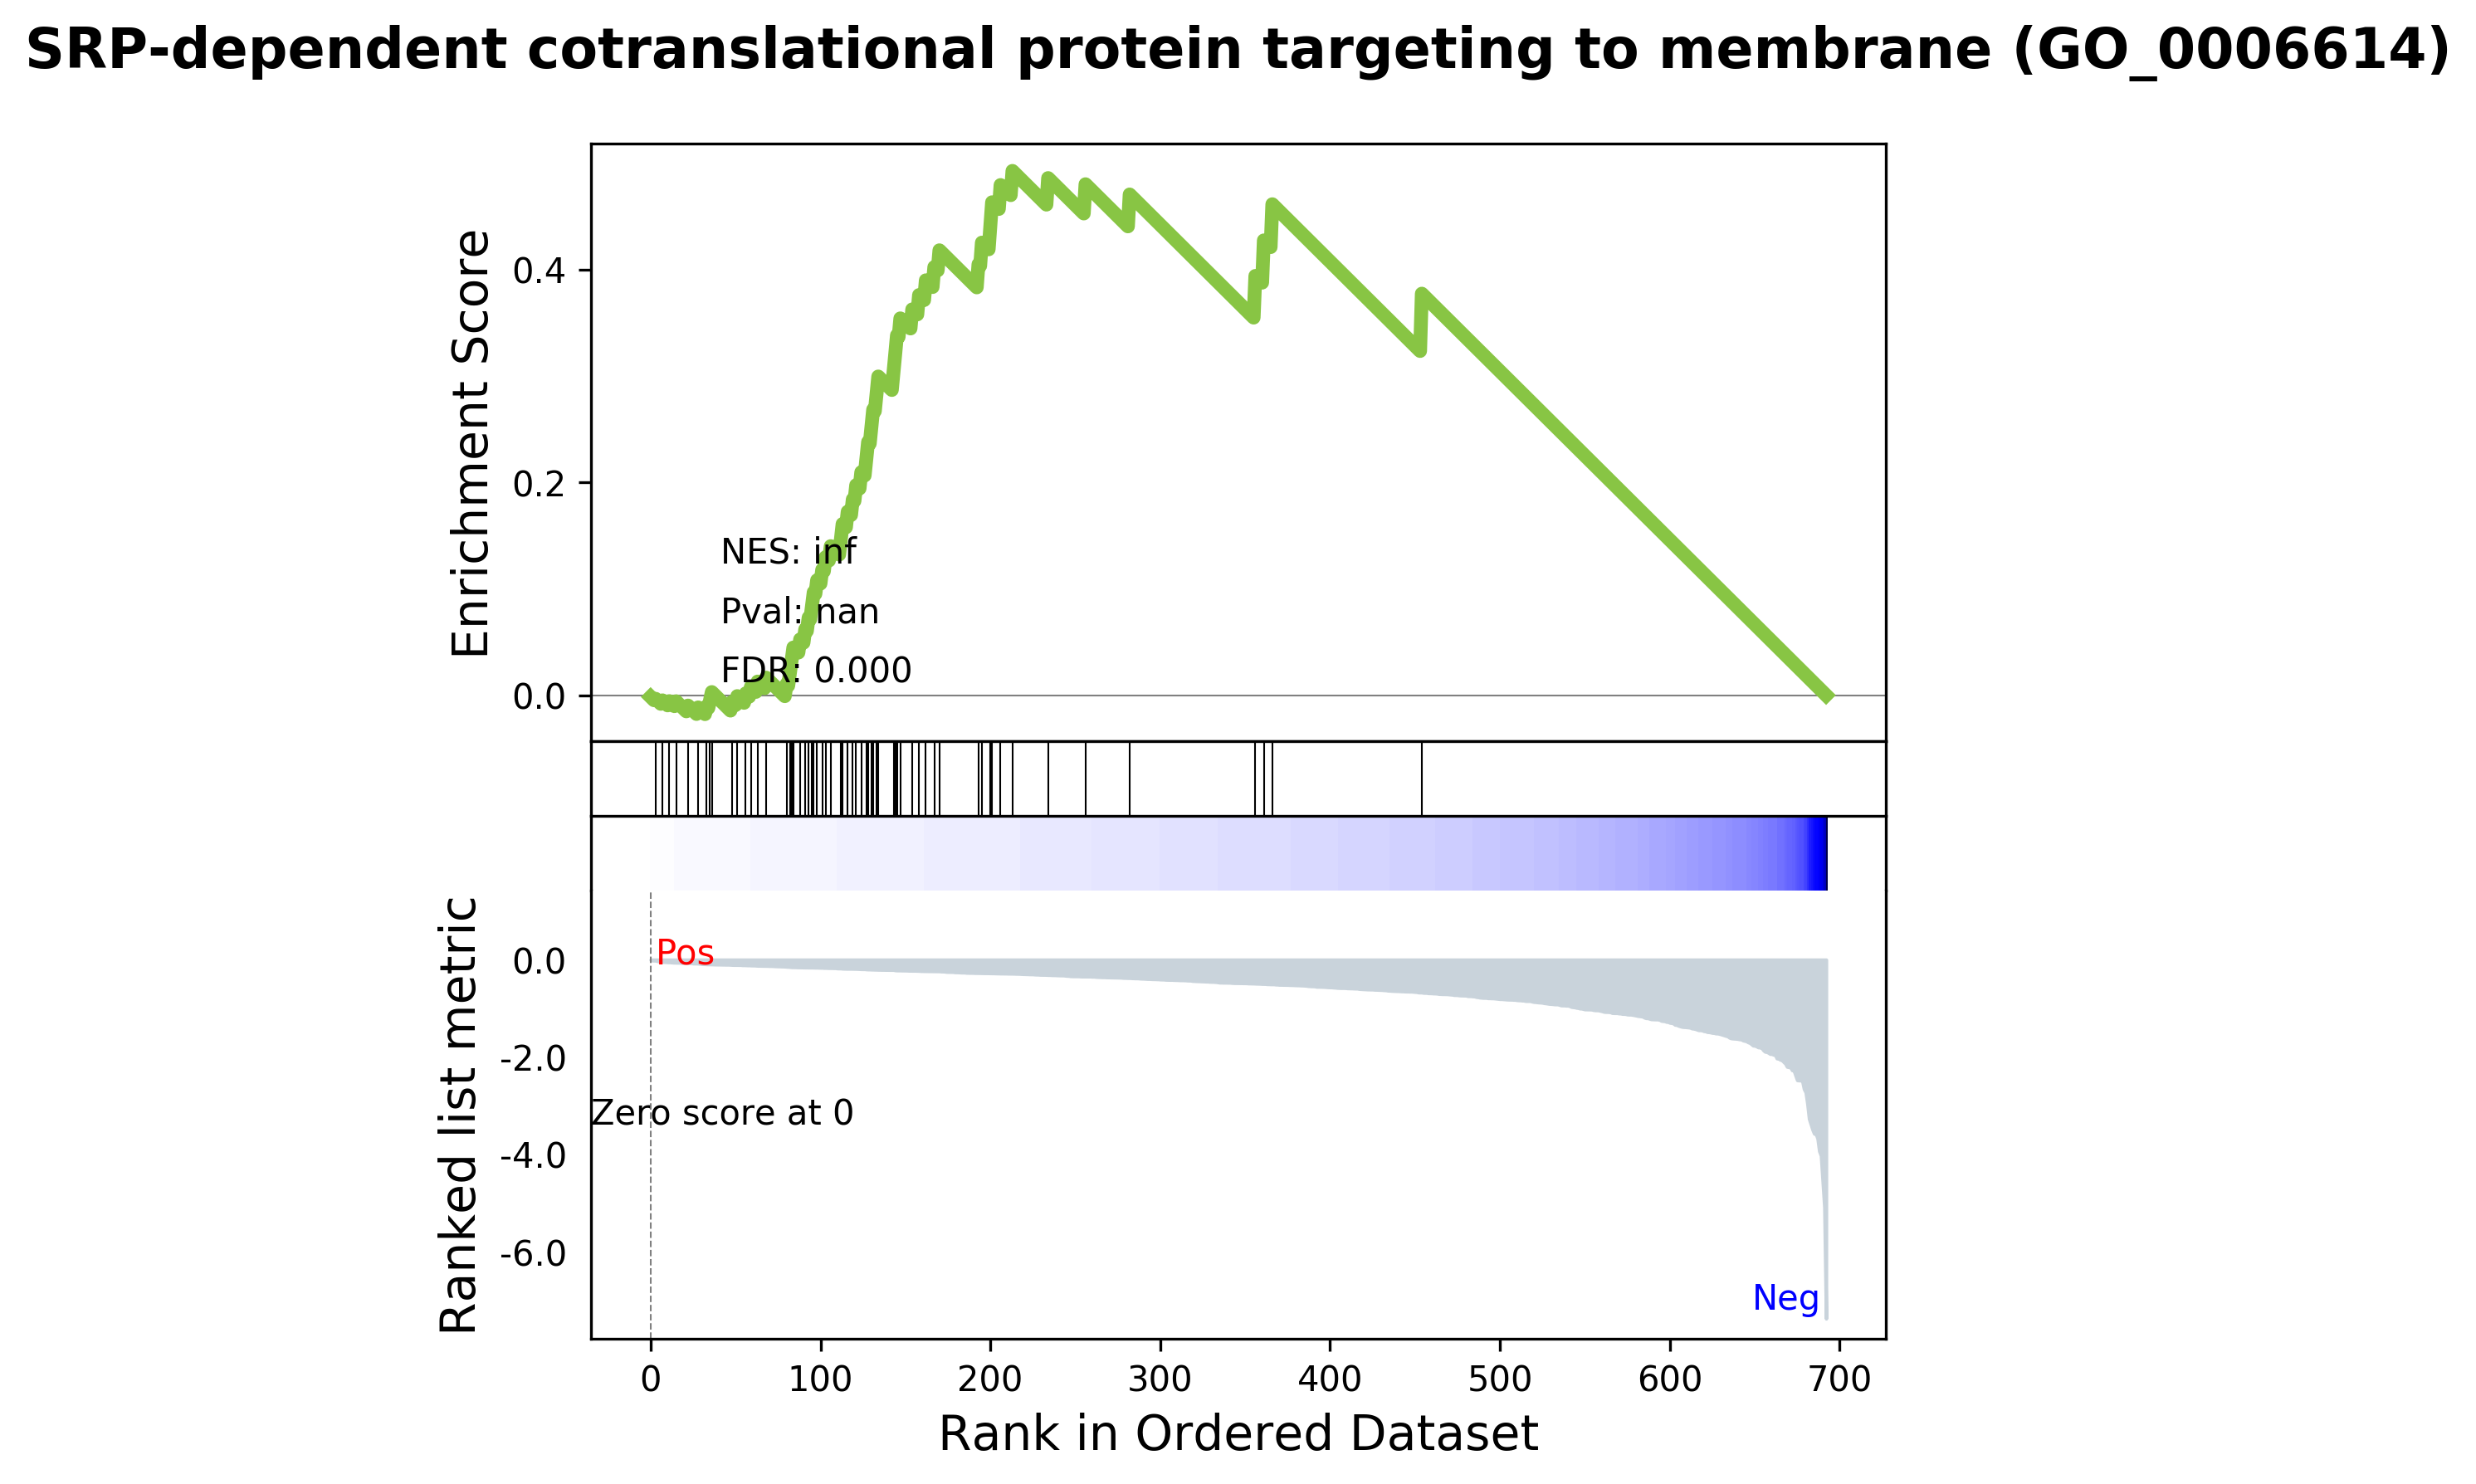 SRP-dependent cotranslational protein targeting to membrane (GO_0006614)
Enrichment Score
0.4
0.2
0.0
NES: inf
Pval: nan
FDR: 0.000
Ranked list metric
0.0
-2.0
-4.0
-6.0
Pos
Zero score at 0
Neg
0 100 200 300 400 500 600 700
Rank in Ordered Dataset